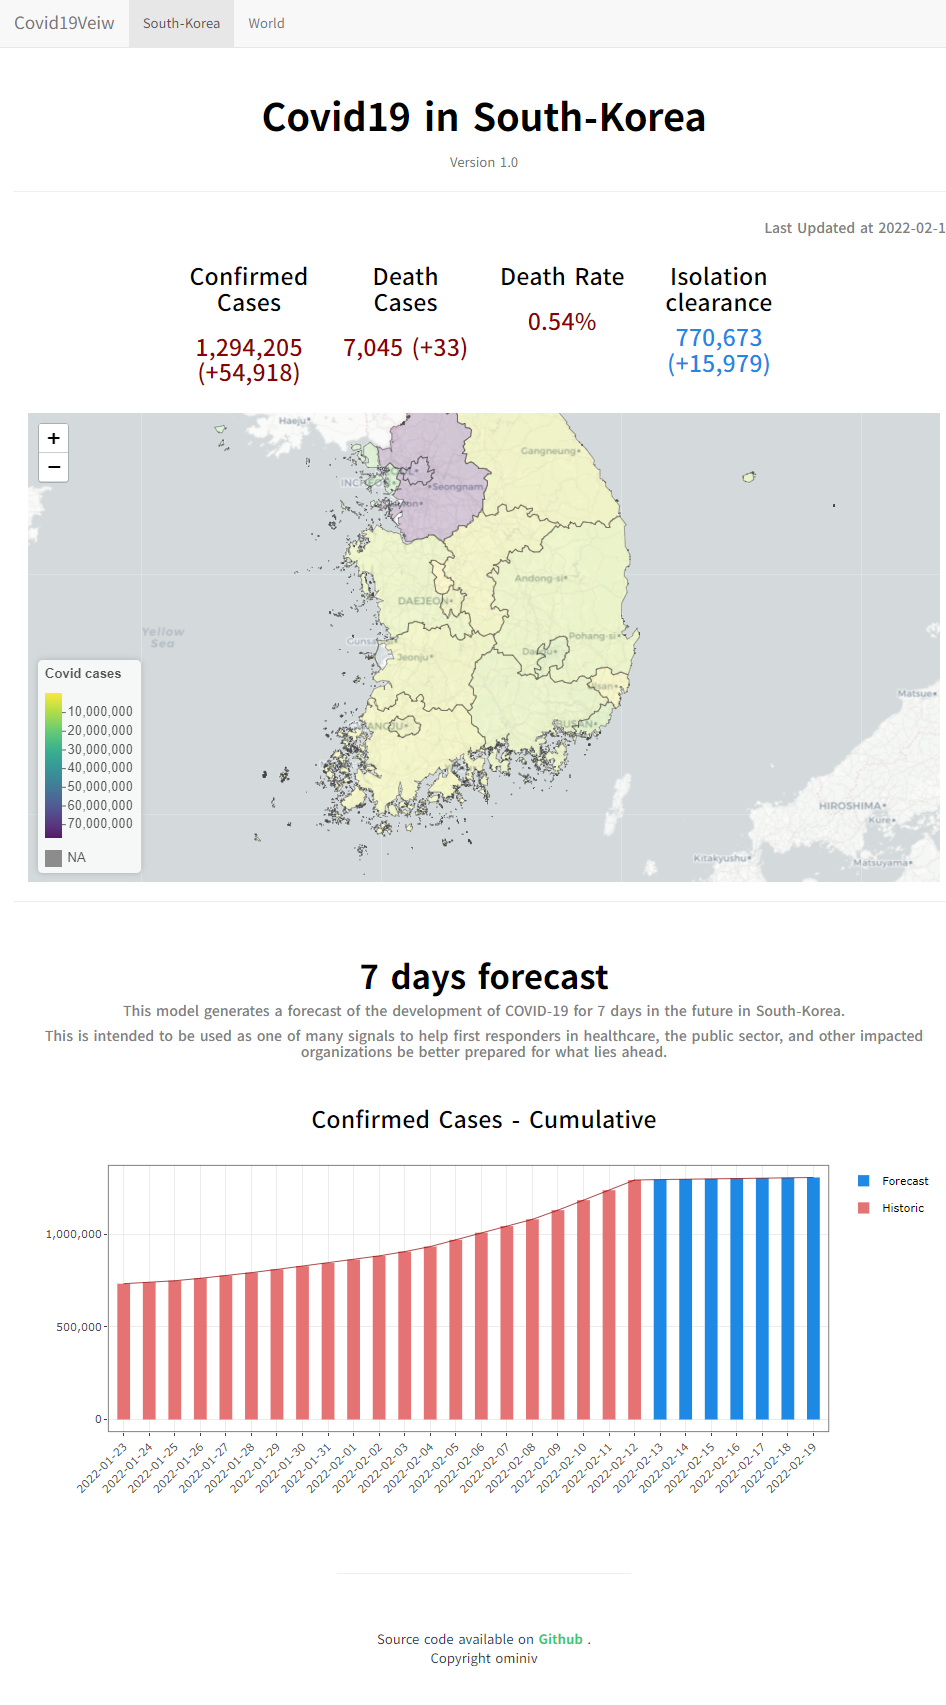 Covid19Veiw South-Korea World
Covid19 in South-Korea
Version 1.0
Last Updated at 2022-02-1
Confirmed Cases
1,294,205 (+54,918)
Death Cases
7,045 (+33)
Death Rate
0.54%
Isolation clearance
770,673 (+15,979)
+
−
Haeju
Gangneung
Seongnam
Andong-si
DAEJEON
Yellow Sea
Pohang-si
Jeonju
Matsue
HIROSHIMA
Kure
Kitakyushu
Matsuyama
Covid cases
10,000,000
20,000,000
30,000,000
40,000,000
50,000,000
60,000,000
70,000,000
NA
7 days forecast
This model generates a forecast of the development of COVID-19 for 7 days in the future in South-Korea.
This is intended to be used as one of many signals to help first responders in healthcare, the public sector, and other impacted
organizations be better prepared for what lies ahead.
Confirmed Cases - Cumulative
Forecast
Historic
1,000,000
500,000
0
2022-01-23
2022-01-24
2022-01-25
2022-01-26
2022-01-27
2022-01-28
2022-01-29
2022-01-30
2022-01-31
2022-02-01
2022-02-02
2022-02-03
2022-02-04
2022-02-05
2022-02-06
2022-02-07
2022-02-08
2022-02-09
2022-02-10
2022-02-11
2022-02-12
2022-02-13
2022-02-14
2022-02-15
2022-02-16
2022-02-17
2022-02-18
2022-02-19
Source code available on Github .
Copyright ominiv